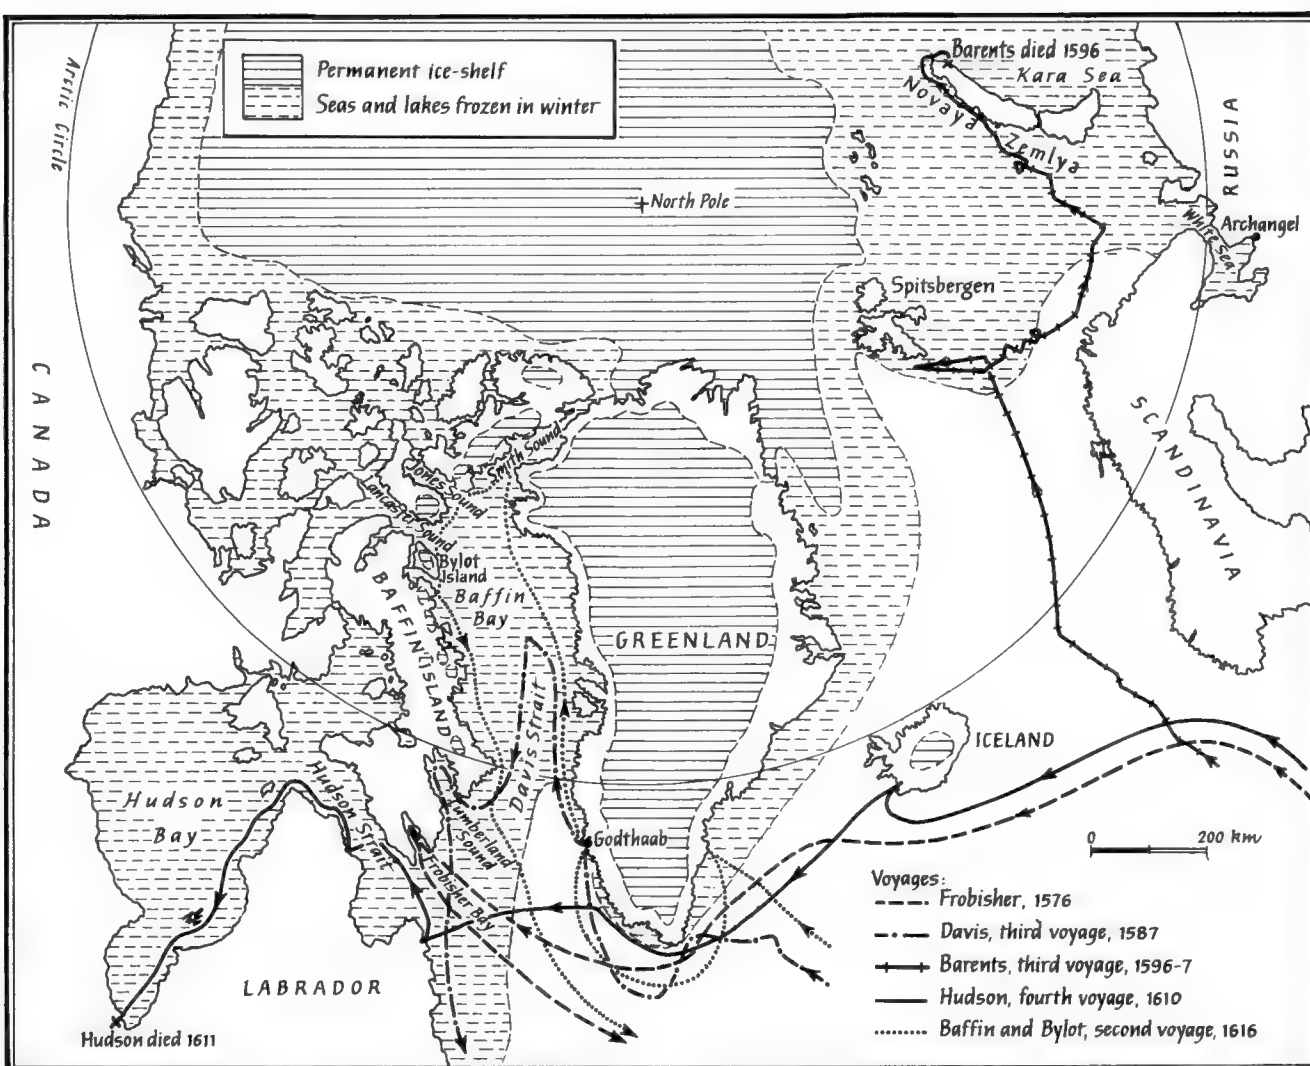 Permanent ice-shelf
Seas and lakes frozen in winter
Arctic Circle
Barents died 1596
Kara Sea
Novaya
Zemlya
RUSSIA
North Pole
White Sea
Archangel
Spitsbergen
CANADA
SCANDINAVIA
Smith Sound
Jones Sound
Lancaster Sound
Bylot
Island
Baffin
Bay
BAFFIN ISLAND
GREENLAND
Davis Strait
ICELAND
Hudson
Bay
Hudson Strait
Cumberland
Sound
Godthaab
Frobisher Bay
0 200 km
LABRADOR
Hudson died 1611
Voyages:
Frobisher, 1576
Davis, third voyage, 1587
Barents, third voyage, 1596-7
Hudson, fourth voyage, 1610
Baffin and Bylot, second voyage, 1616